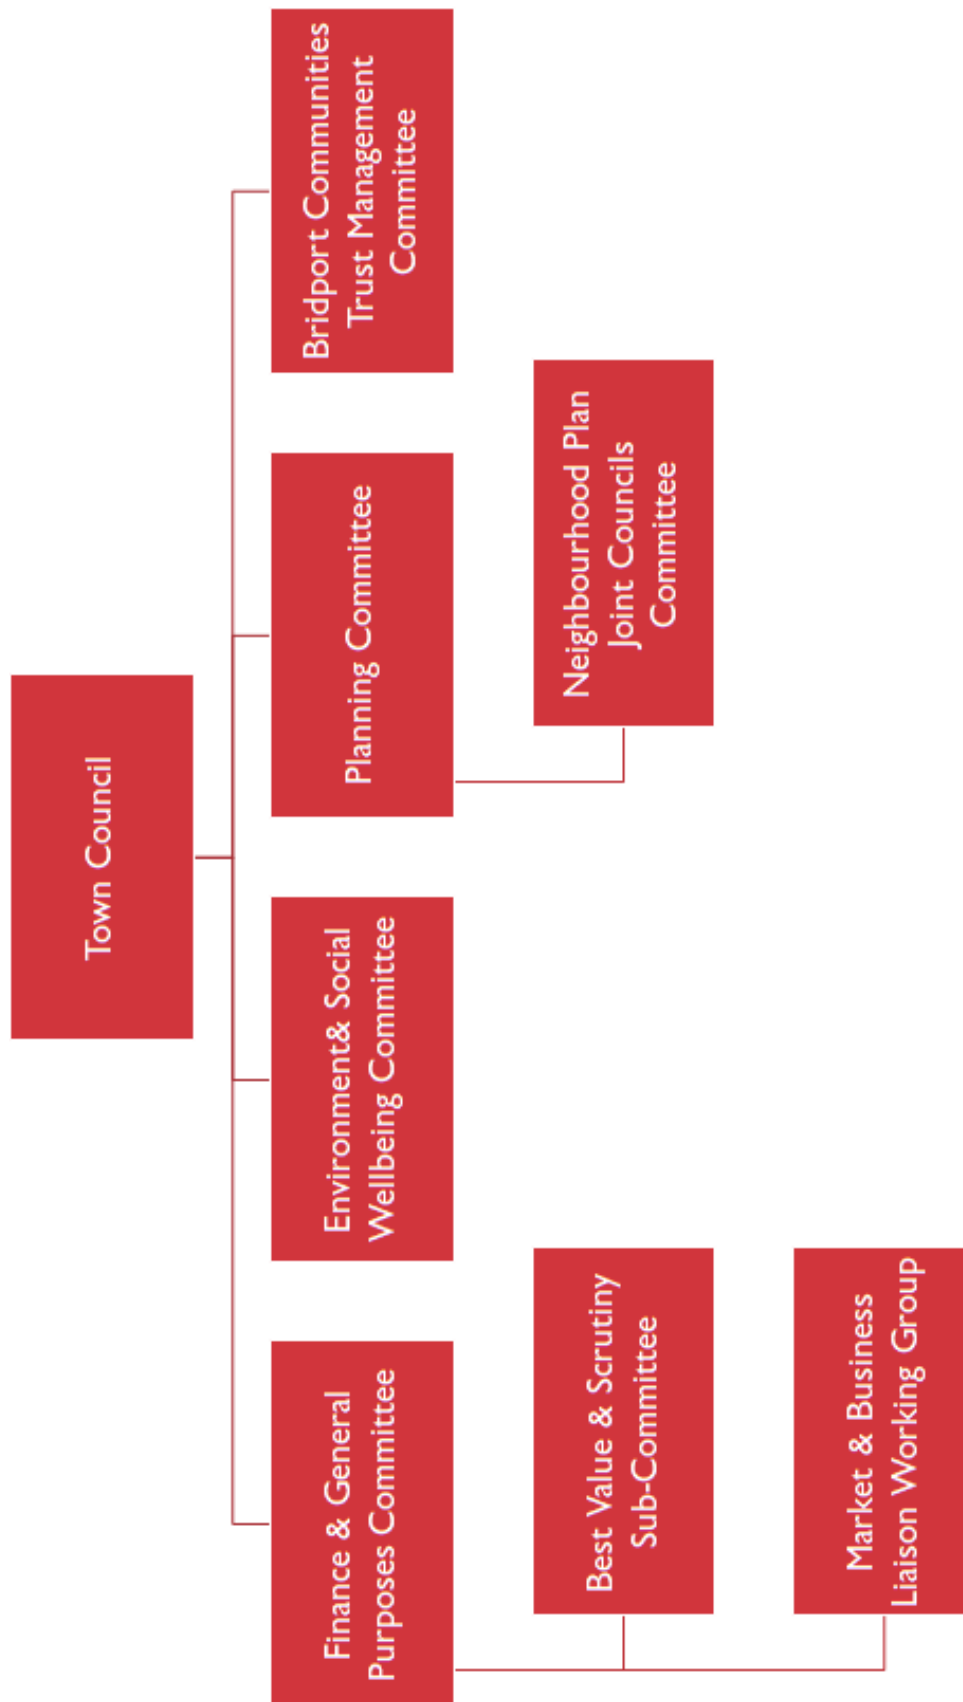 Town Council
Finance & General
Purposes Committee
Environment& Social
Wellbeing Committee
Planning Committee
Bridport Communities
Trust Management
Committee
Best Value & Scrutiny
Sub-Committee
Neighbourhood Plan
Joint Councils
Committee
Market & Business
Liaison Working Group